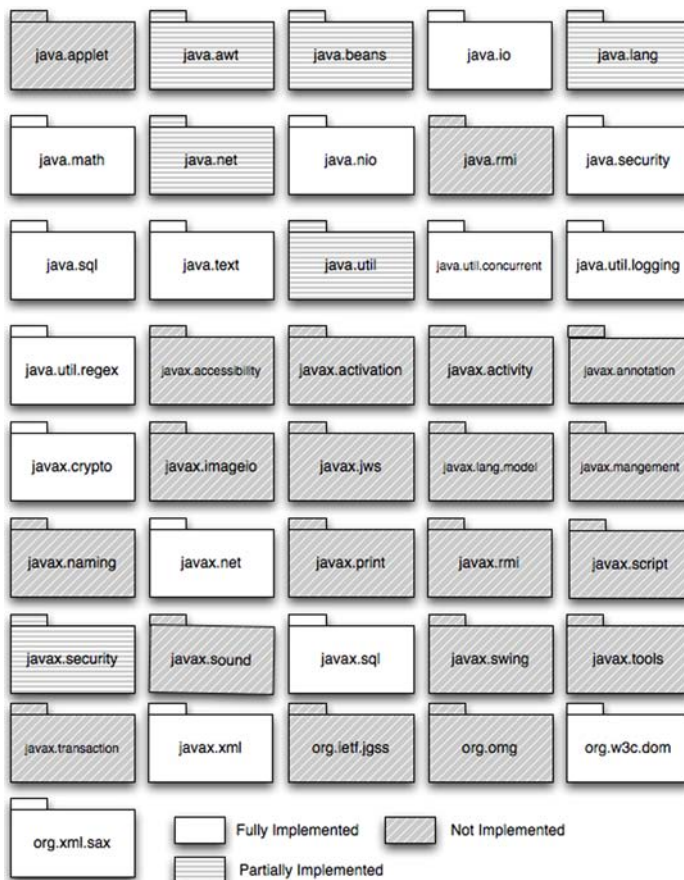 java.applet java.awt java.beans java.io java.lang
java.math java.net java.nio java.rmi java.security
java.sql java.text java.util java.util.concurrent java.util.logging
java.util.regex javax.accessibility javax.activation javax.activity javax.annotation
javax.crypto javax.imageio javax.jws javax.lang.model javax.mangement
javax.naming javax.net javax.print javax.rmi javax.script
javax.security javax.sound javax.sql javax.swing javax.tools
javax.transaction javax.xml org.ietf.jgss org.omg org.w3c.dom
org.xml.sax
Fully Implemented Not Implemented
Partially Implemented